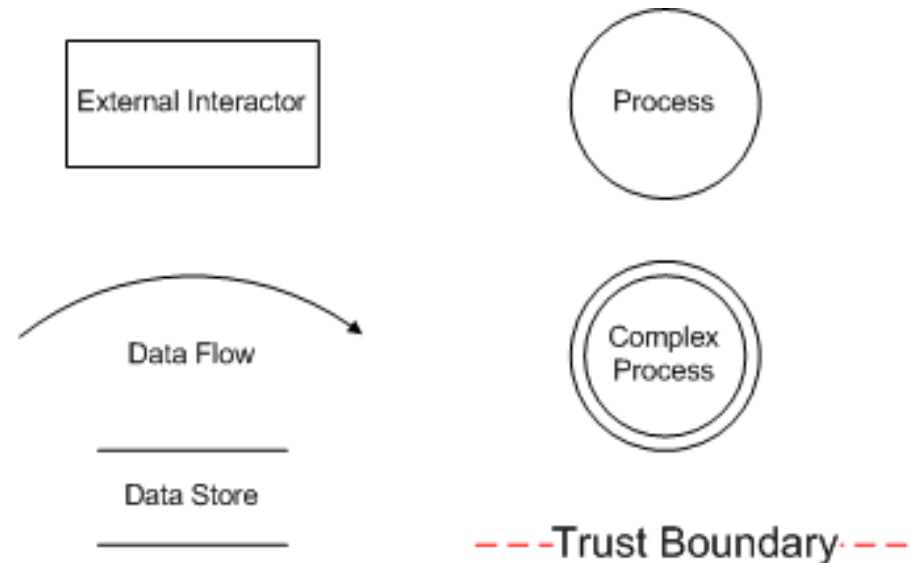 External Interactor
Process
Data Flow
Complex
Process
Data Store
Trust Boundary